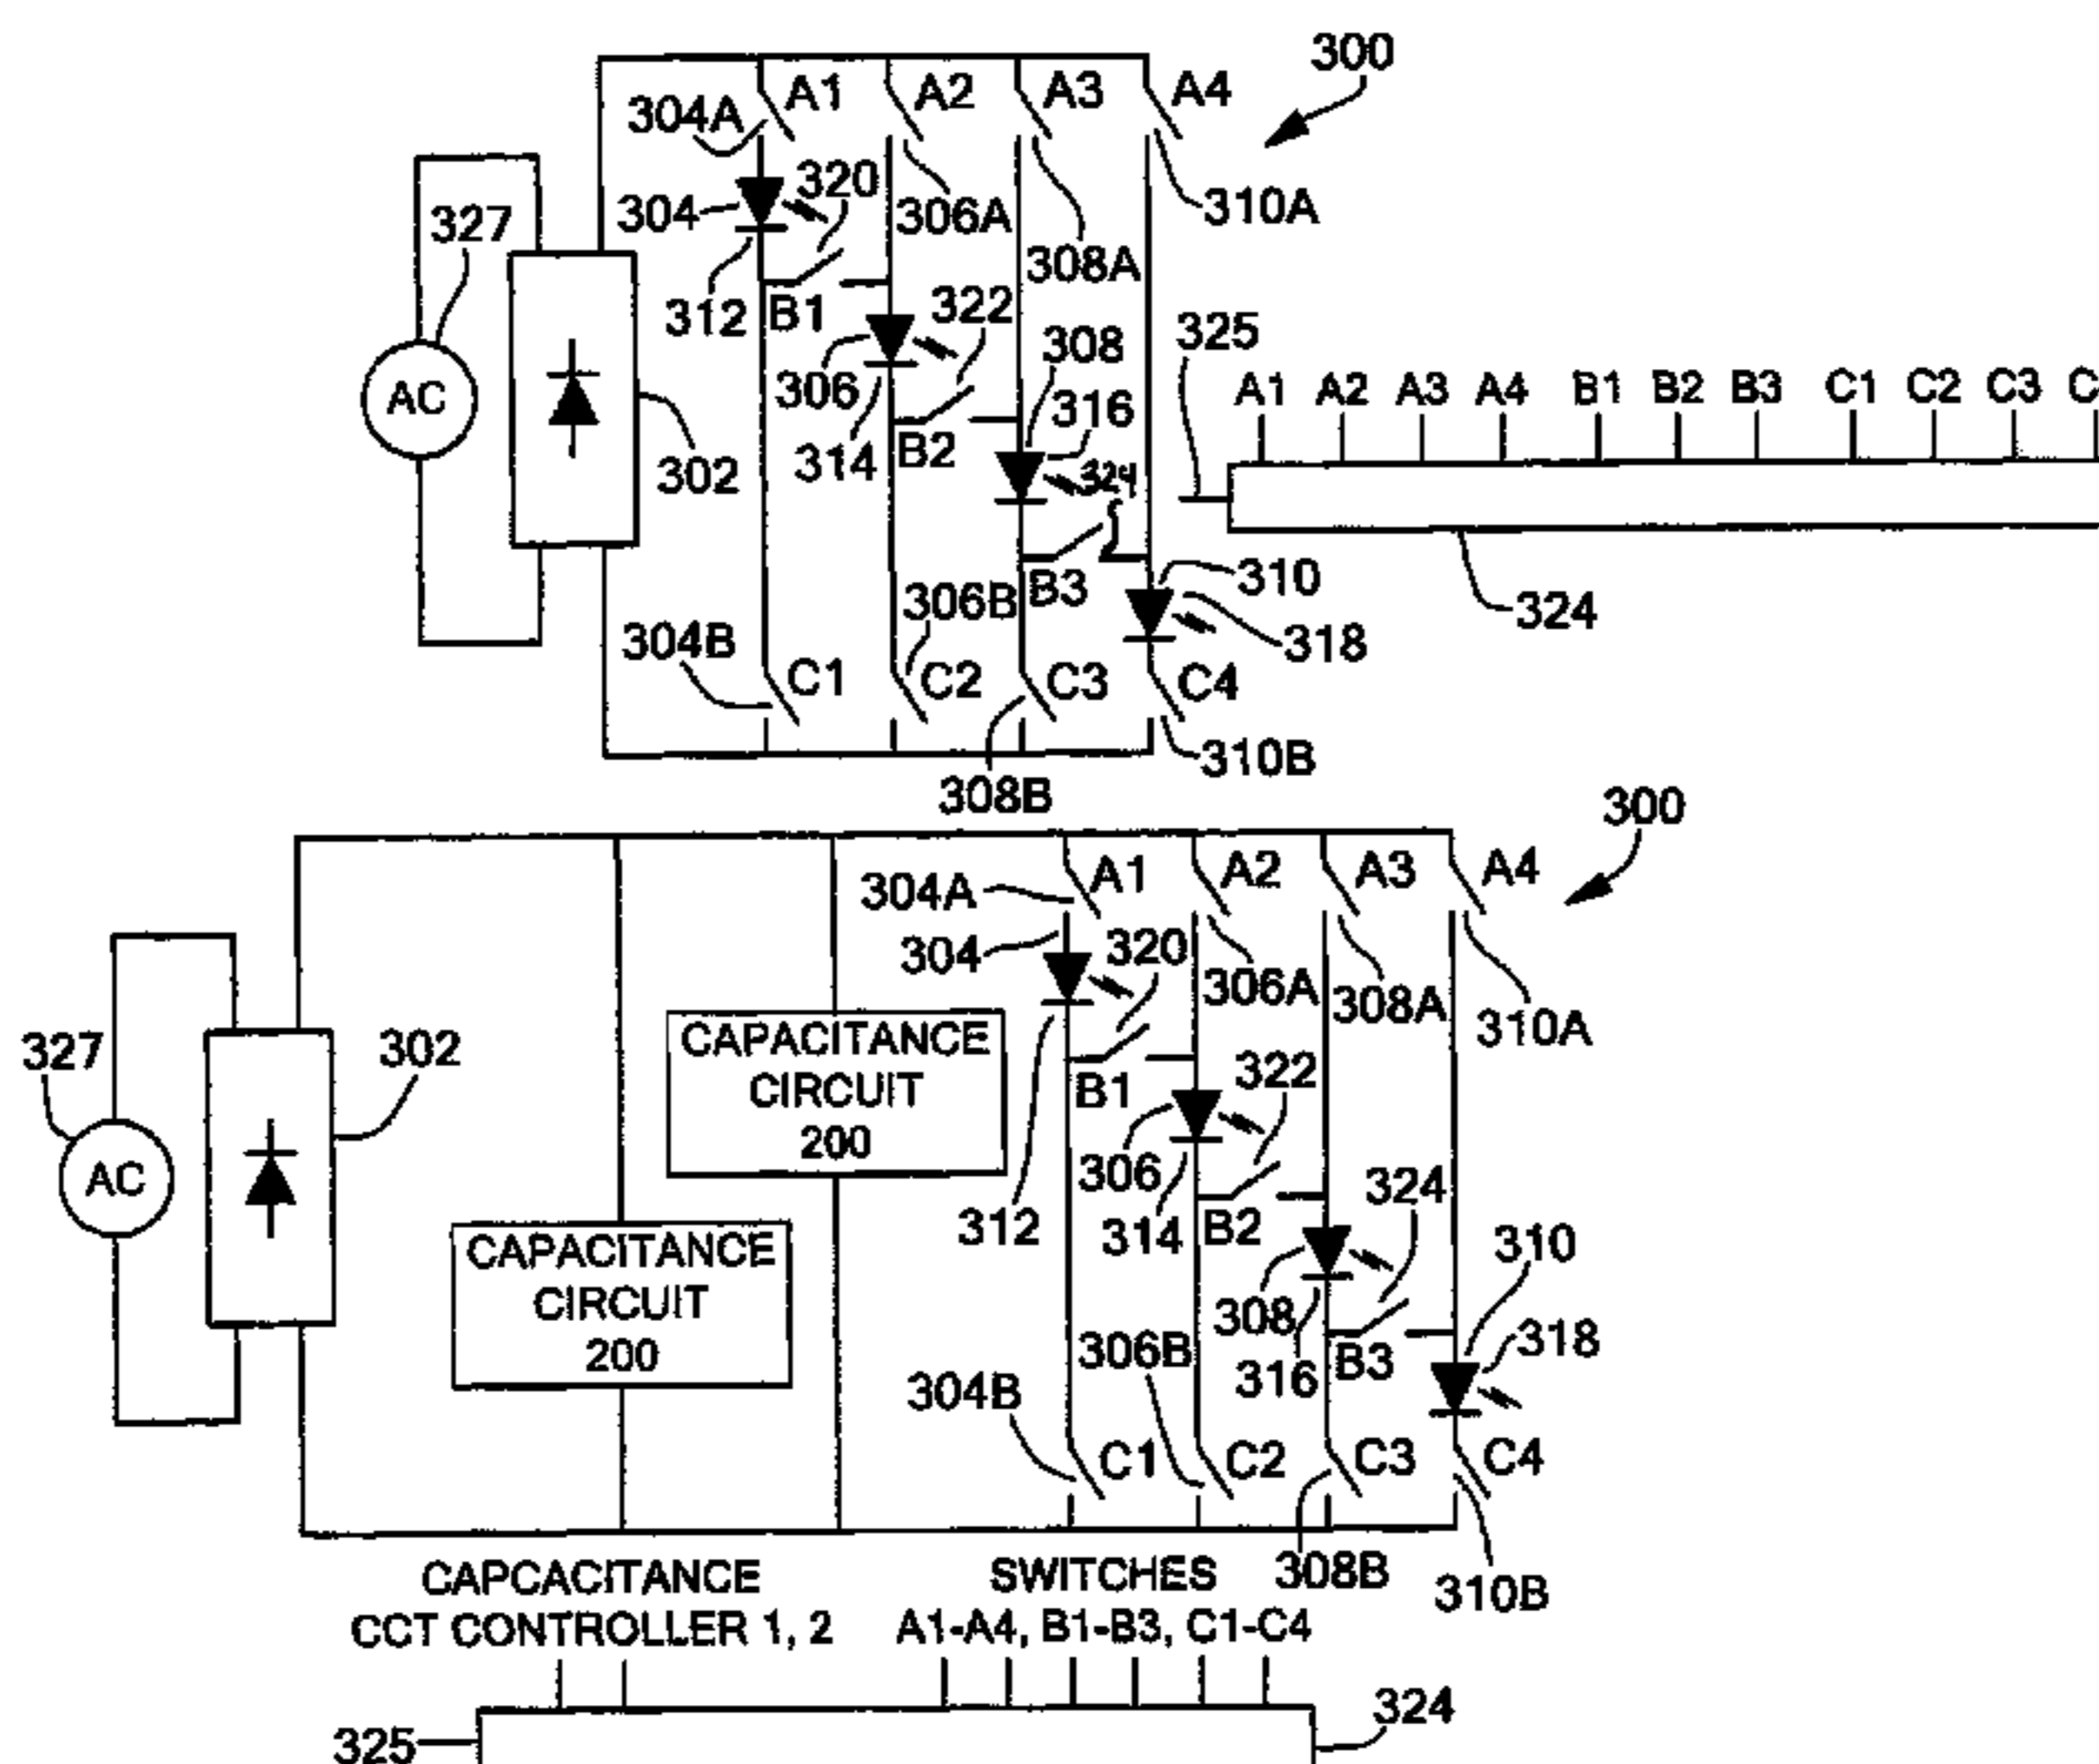 300
A1 A2 A3 A4
304A
320
304
306A
310A
327
308A
312 B1
322
325
308
A1 A2 A3 A4 B1 B2 B3 C1 C2 C3 C
AC
306
316
314 B2
302
324
310
306B B3
324
304B
318
C1 C2 C3 C4
310B
308B
300
A1 A2 A3 A4
304A
304
320
306A
308A
310A
327
302
CAPACITANCE
CIRCUIT
200
B1
322
AC
306
324
312
314
B2
310
CAPACITANCE
CIRCUIT
200
308
306B
316
B3
318
304B
C1 C2 C3 C4
308B
310B
CAPCACITANCE
CCT CONTROLLER 1, 2
SWITCHES
A1-A4, B1-B3, C1-C4
325
324